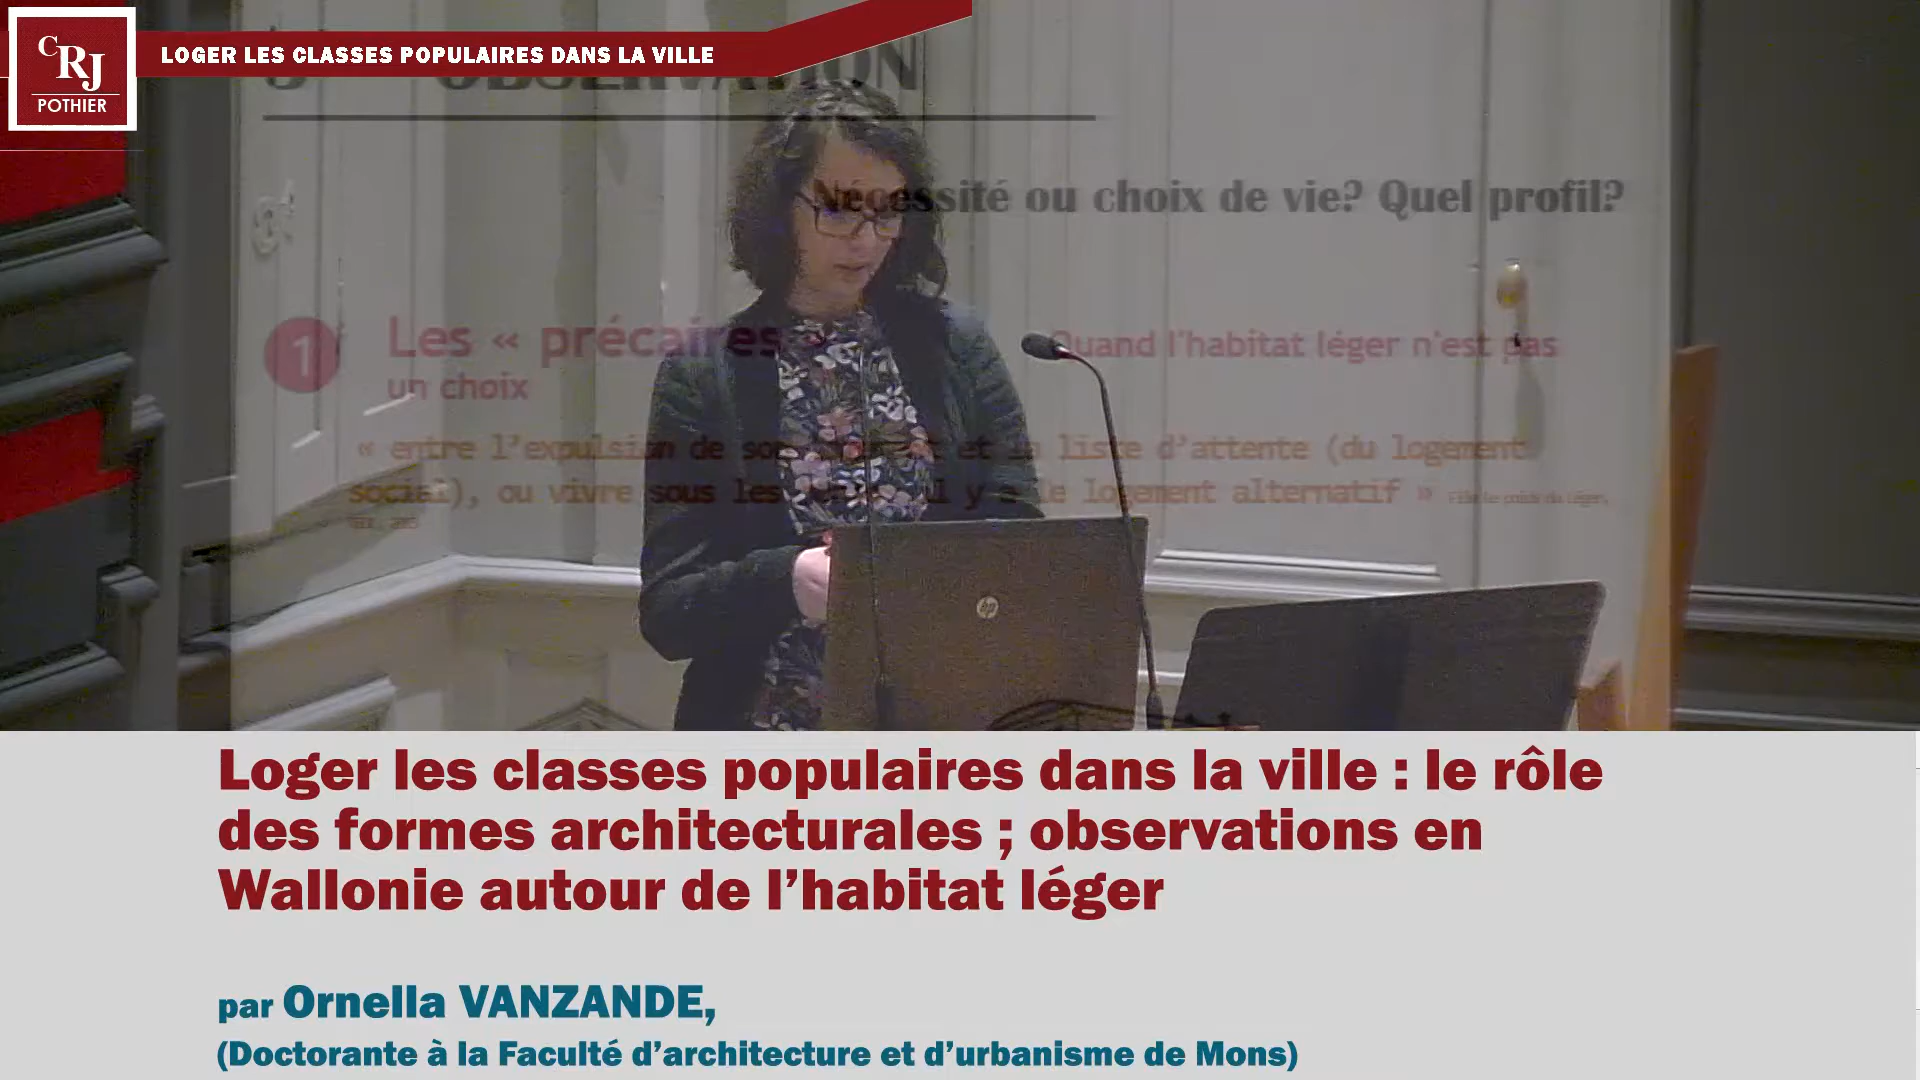 CRJ
POTHIER
LOGER LES CLASSES POPULAIRES DANS LA VILLE
OBSERVATION
Nécessité ou choix de vie? Quel profil?
1 Les « précaires Quand l'habitat léger n'est pas
un choix
« entre l'expulsion de et liste d'attente (du logement
social), ou vivre sous les il y a le logement alternatif »
hp
Loger les classes populaires dans la ville : le rôle
des formes architecturales ; observations en
Wallonie autour de l’habitat léger
par Ornella VANZANDE,
(Doctorante à la Faculté d’architecture et d’urbanisme de Mons)